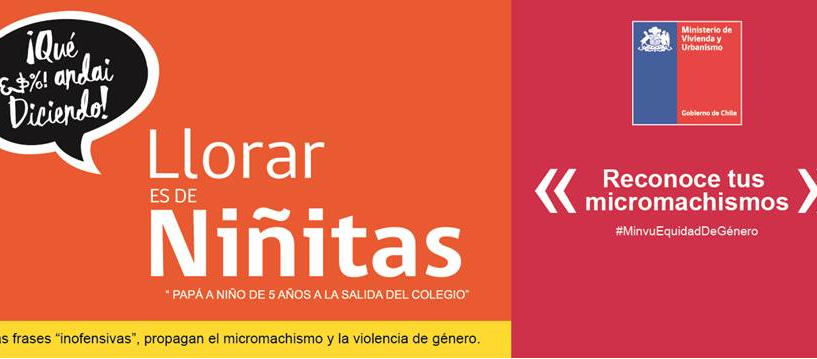 ¡Qué
&$%! andai
Diciendo!
Llorar
ES DE
Niñitas
“ PAPÁ A NIÑO DE 5 AÑOS A LA SALIDA DEL COLEGIO”
frases “inofensivas”, propagan el micromachismo y la violencia de género.
Ministerio de
Vivienda y
Urbanismo
Gobierno de Chile
Reconoce tus
micromachismos
#MinvuEquidadDeGénero